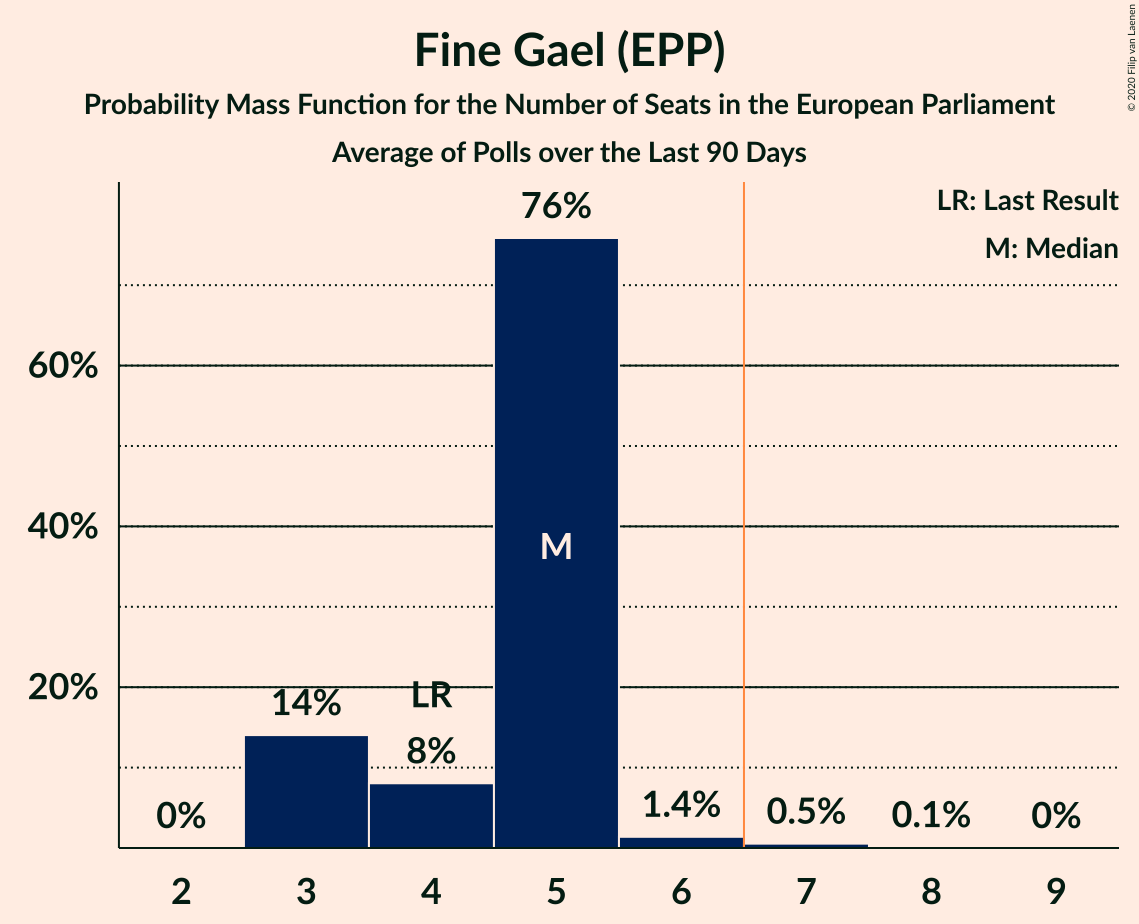 Fine Gael (EPP)
Probability Mass Function for the Number of Seats in the European Parliament
Average of Polls over the Last 90 Days
© 2020 Filip van Laenen
LR: Last Result
M: Median
76%
60%
40%
M
20%
14%
LR
8%
0%
1.4%
0.5%
0.1%
0%
2 3 4 5 6 7 8 9